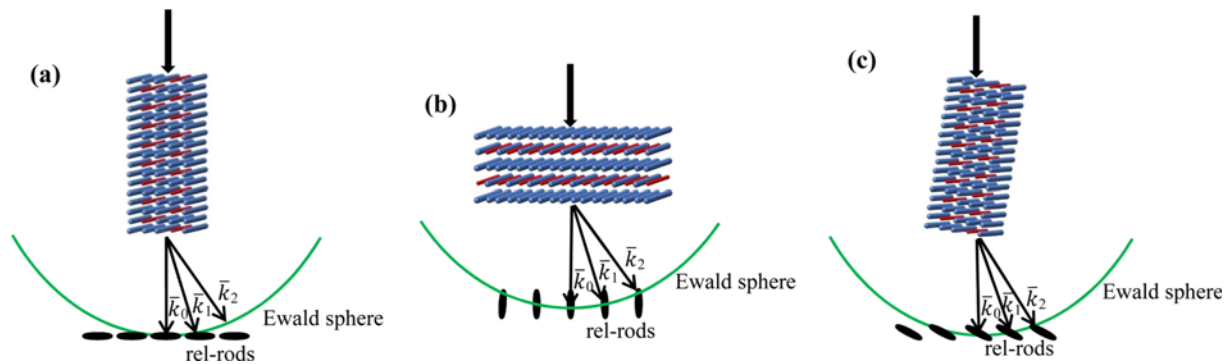 (a)
k̄₀
k̄₁
k̄₂
Ewald sphere
rel-rods
(b)
k̄₀
k̄₁
k̄₂
Ewald sphere
rel-rods
(c)
k̄₀
k̄₁
k̄₂
Ewald sphere
rel-rods